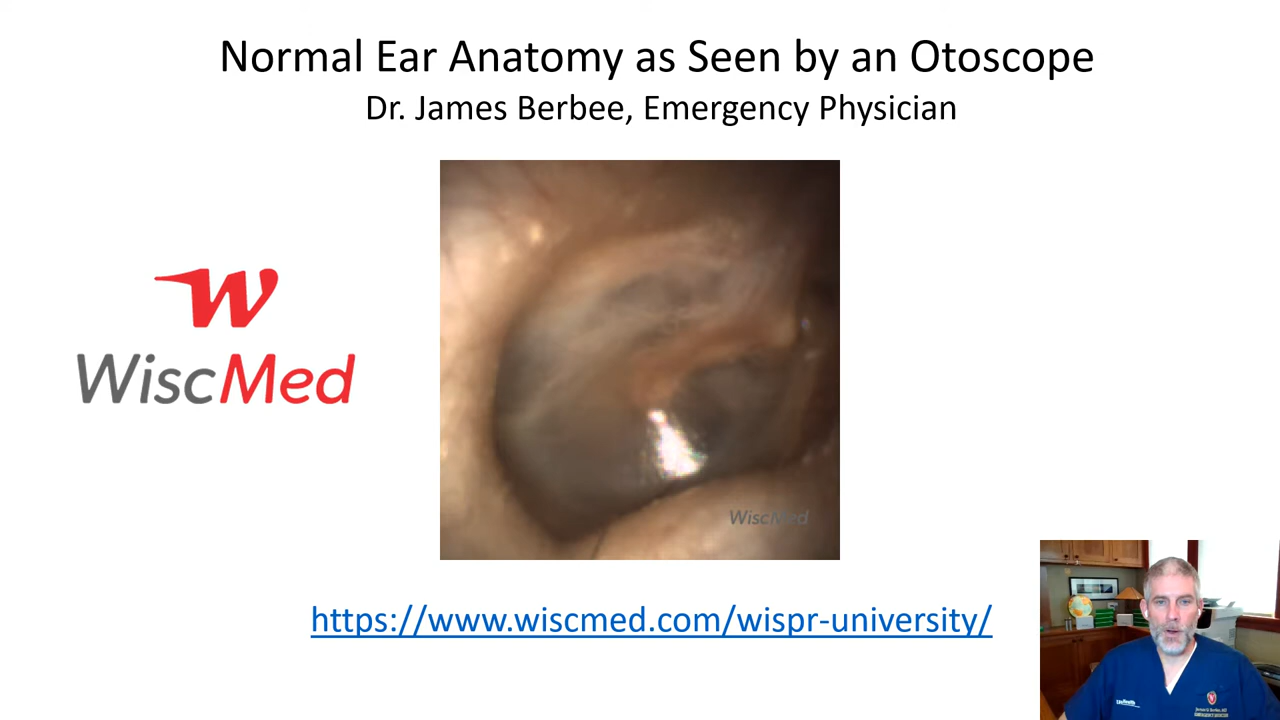 Normal Ear Anatomy as Seen by an Otoscope
Dr. James Berbee, Emergency Physician
WiscMed
WiscMed
https://www.wiscmed.com/wispr-university/
UWHealth